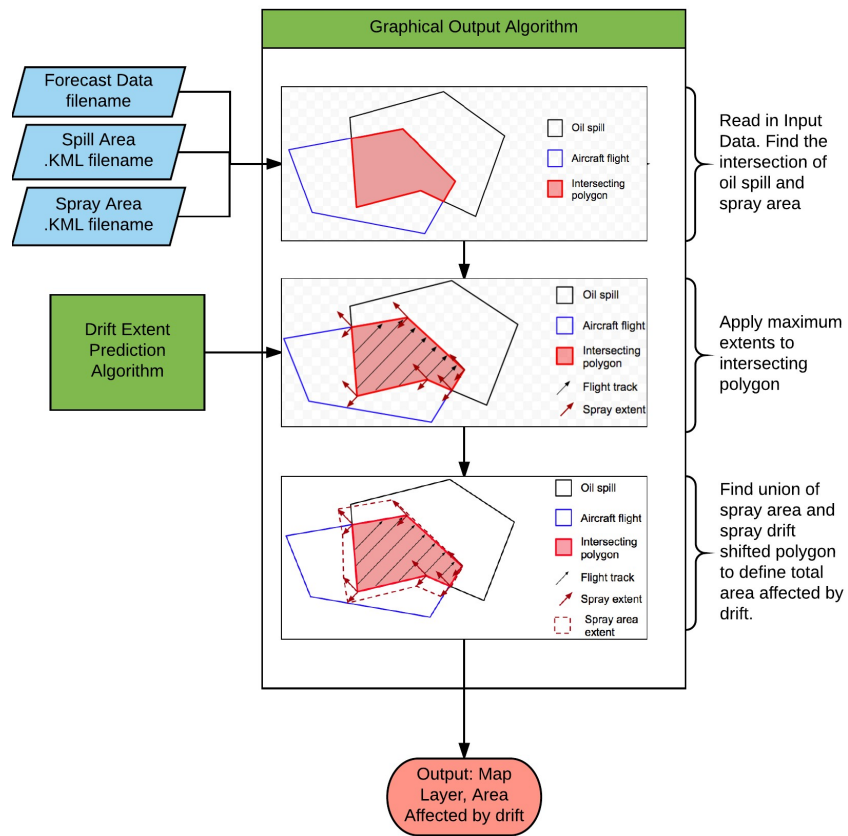 Graphical Output Algorithm
Forecast Data
filename
Spill Area
.KML filename
Spray Area
.KML filename
Oil spill
Aircraft flight
Intersecting
polygon
Read in Input
Data. Find the
intersection of
oil spill and
spray area
Drift Extent
Prediction
Algorithm
Oil spill
Aircraft flight
Intersecting
polygon
Flight track
Spray extent
Apply maximum
extents to
intersecting
polygon
Oil spill
Aircraft flight
Intersecting
polygon
Flight track
Spray extent
Spray area
extent
Find union of
spray area and
spray drift
shifted polygon
to define total
area affected by
drift.
Output: Map
Layer, Area
Affected by drift